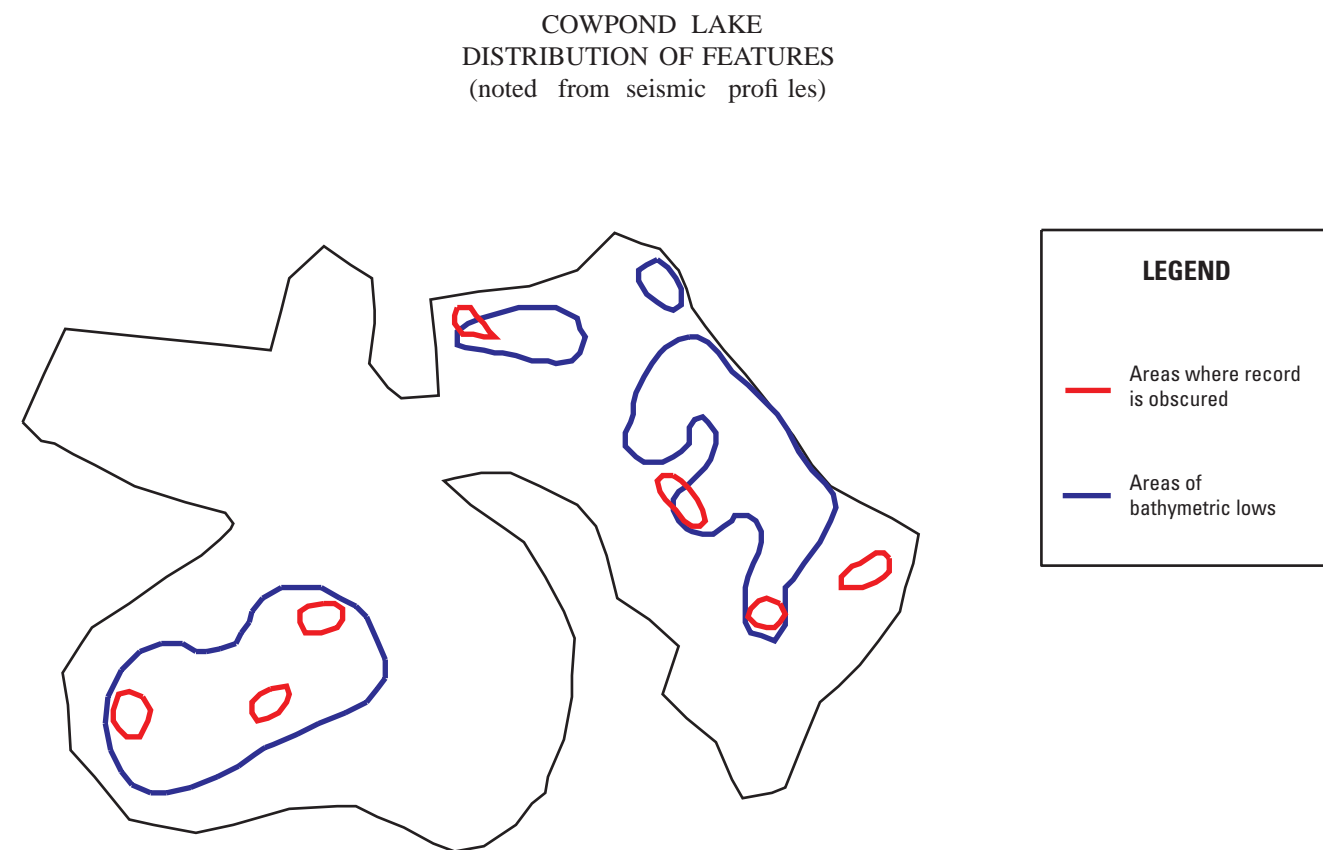 COWPOND LAKE
DISTRIBUTION OF FEATURES
(noted from seismic profi les)
LEGEND
Areas where record
is obscured
Areas of
bathymetric lows